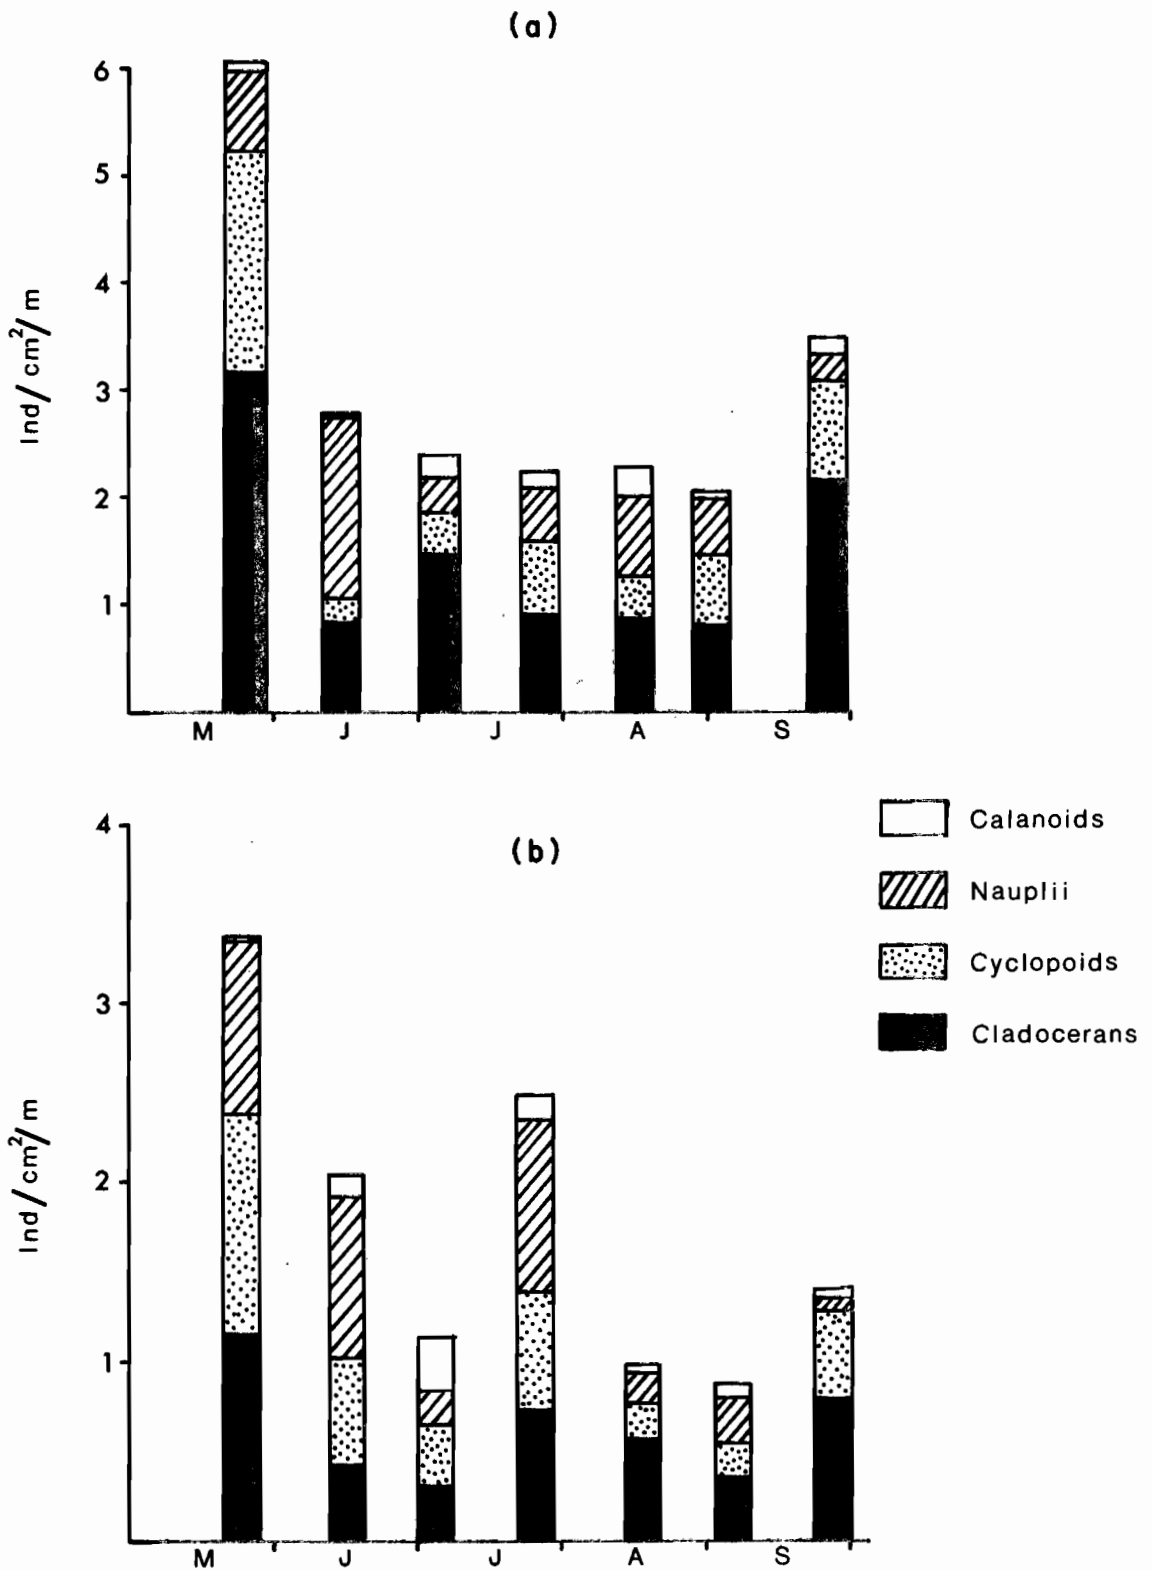 (a)
6
5
4
3
2
1
Ind/cm²/m
M J J A S
(b)
4
3
2
1
Ind/cm²/m
M J J A S
Calanoids
Nauplii
Cyclopoids
Cladocerans